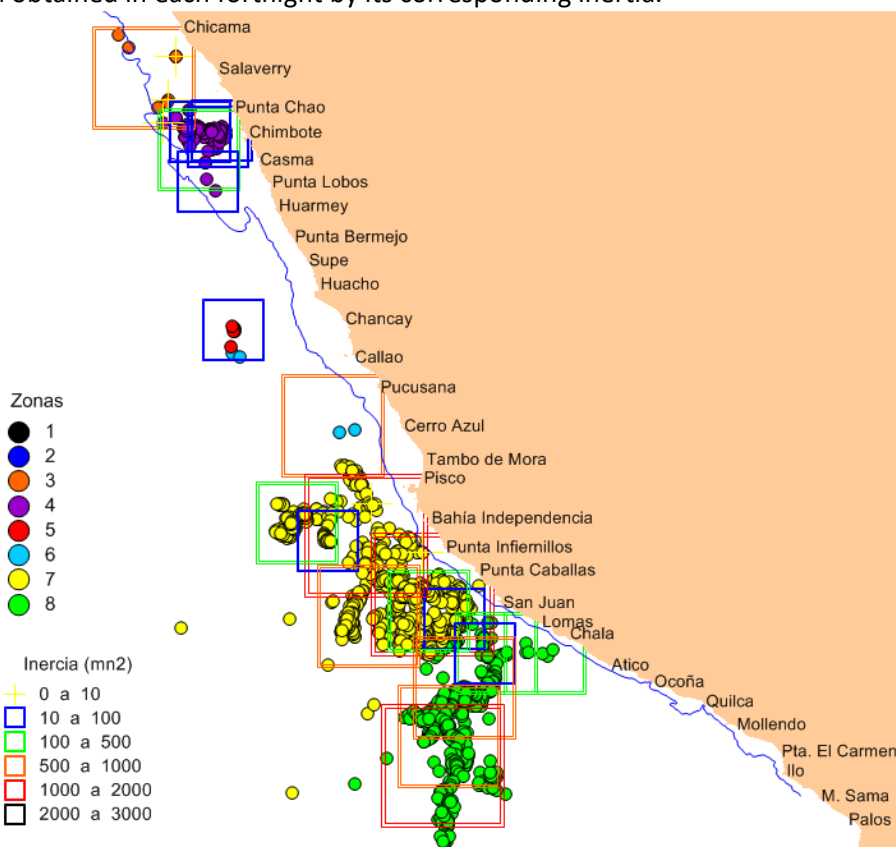 obtained in each fortnight by its corresponding inertia.
Chicama
Salaverry
Punta Chao
Chimbote
Casma
Punta Lobos
Huarmey
Punta Bermejo
Supe
Huacho
Chancay
Callao
Pucusana
Cerro Azul
Tambo de Mora
Pisco
Bahía Independencia
Punta Infiernillos
Punta Caballas
San Juan
Lomas
Chala
Atico
Ocoña
Quilca
Mollendo
Pta. El Carmen
Ilo
M. Sama
Palos
Zonas
1
2
3
4
5
6
7
8
Inercia (mn2)
0 a 10
10 a 100
100 a 500
500 a 1000
1000 a 2000
2000 a 3000